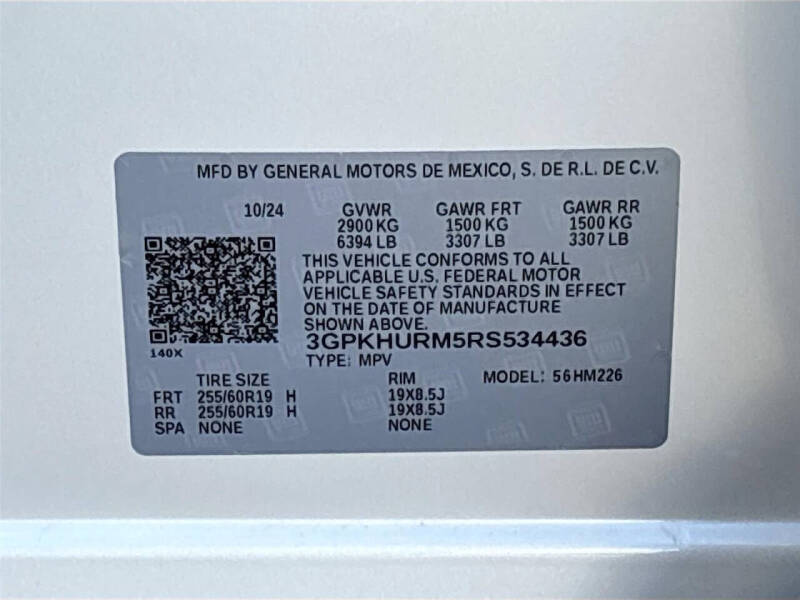 MFD BY GENERAL MOTORS DE MEXICO, S. DE R.L. DE C.V.
10/24 GVWR GAWR FRT GAWR RR
2900 KG 1500 KG 1500 KG
6394 LB 3307 LB 3307 LB
THIS VEHICLE CONFORMS TO ALL
APPLICABLE U.S. FEDERAL MOTOR
VEHICLE SAFETY STANDARDS IN EFFECT
ON THE DATE OF MANUFACTURE
SHOWN ABOVE.
3GPKHURM5RS534436
140X
TYPE: MPV
TIRE SIZE RIM MODEL: 56HM226
FRT 255/60R19 H 19X8.5J
RR 255/60R19 H 19X8.5J
SPA NONE NONE